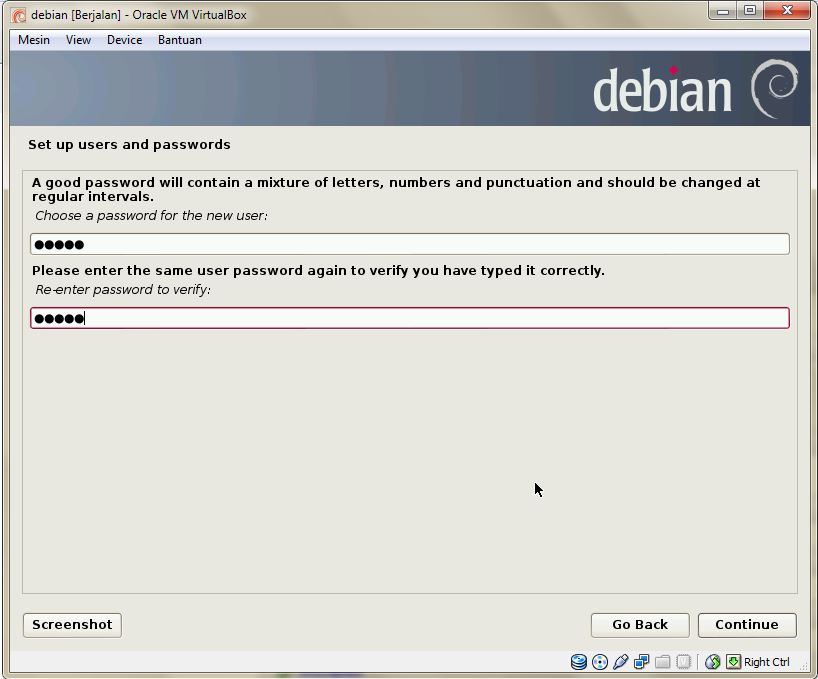 debian [Berjalan] - Oracle VM VirtualBox
Mesin View Device Bantuan
debian
Set up users and passwords
A good password will contain a mixture of letters, numbers and punctuation and should be changed at
regular intervals.
Choose a password for the new user:
●●●●●
Please enter the same user password again to verify you have typed it correctly.
Re-enter password to verify:
●●●●●
Screenshot Go Back Continue
Right Ctrl